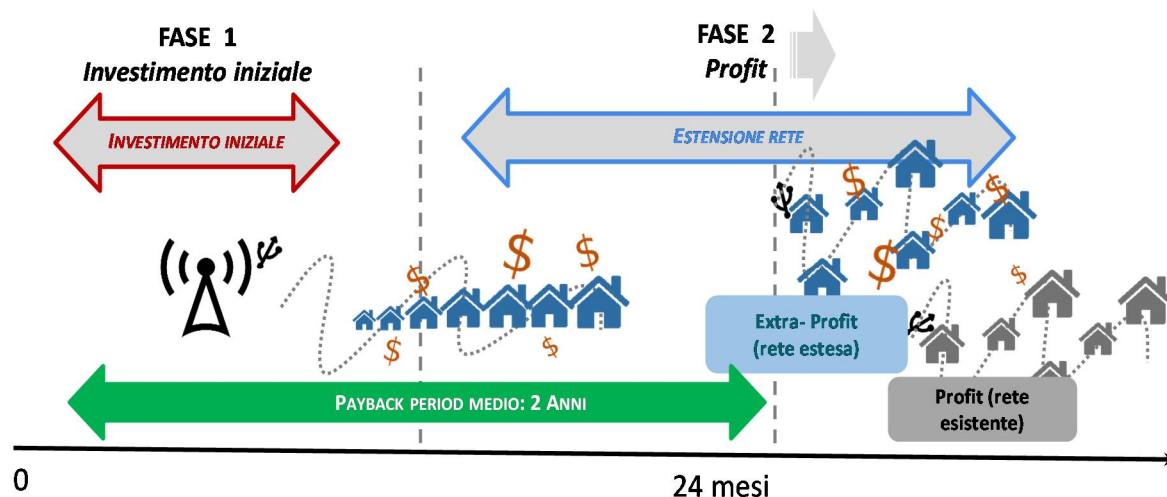 FASE 1
Investimento iniziale
FASE 2
Profit
INVESTIMENTO INIZIALE
ESTENSIONE RETE
$
$
$
$
$
$
$
$
$
$
$
Extra- Profit
(rete estesa)
PAYBACK PERIOD MEDIO: 2 ANNI
Profit (rete
esistente)
0
24 mesi